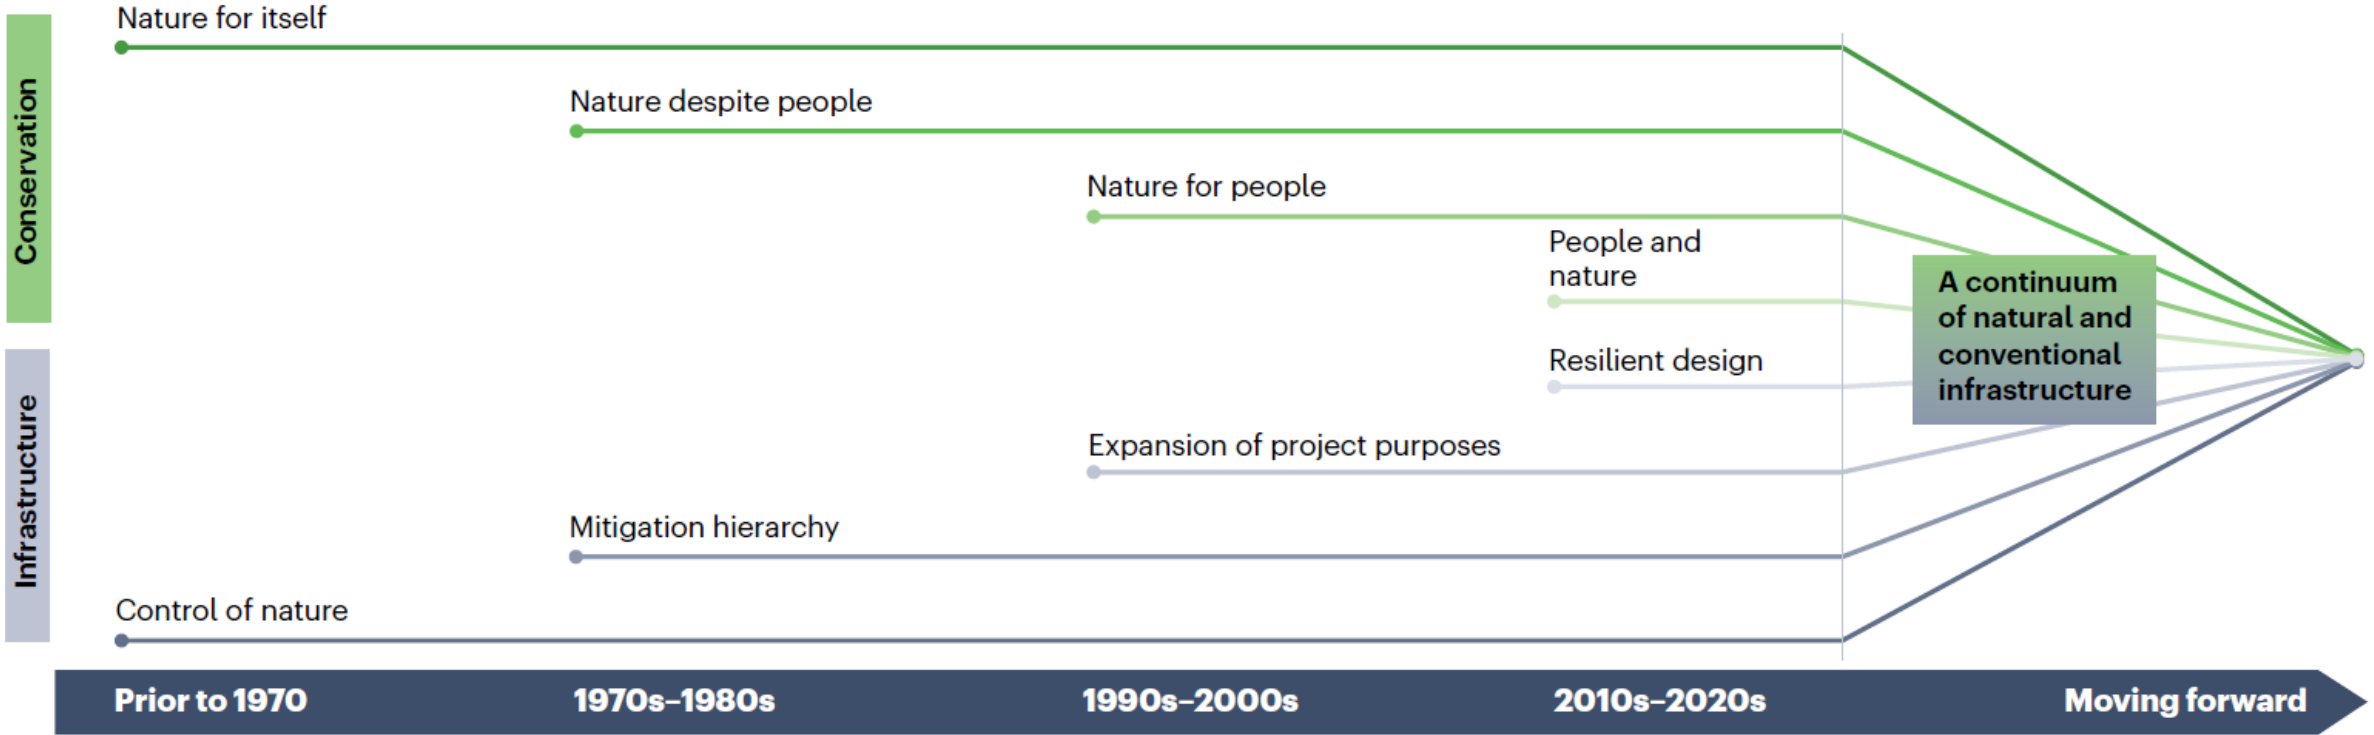 Conservation
Nature for itself
Nature despite people
Nature for people
People and
nature
Infrastructure
Resilient design
Expansion of project purposes
Mitigation hierarchy
Control of nature
A continuum
of natural and
conventional
infrastructure
Prior to 1970
1970s–1980s
1990s–2000s
2010s–2020s
Moving forward